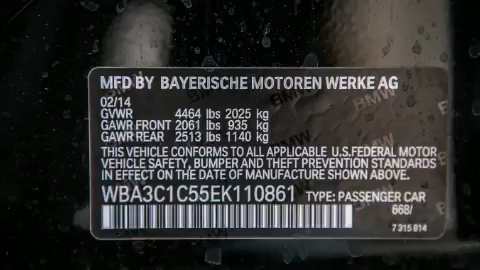 MFD BY BAYERISCHE MOTOREN WERKE AG
02/14
GVWR 4464 lbs 2025 kg
GAWR FRONT 2061 lbs 935 kg
GAWR REAR 2513 lbs 1140 kg
THIS VEHICLE CONFORMS TO ALL APPLICABLE U.S.FEDERAL MOTOR
VEHICLE SAFETY, BUMPER AND THEFT PREVENTION STANDARDS
IN EFFECT ON THE DATE OF MANUFACTURE SHOWN ABOVE.
WBA3C1C55EK110861 TYPE: PASSENGER CAR
668/
7 315 814